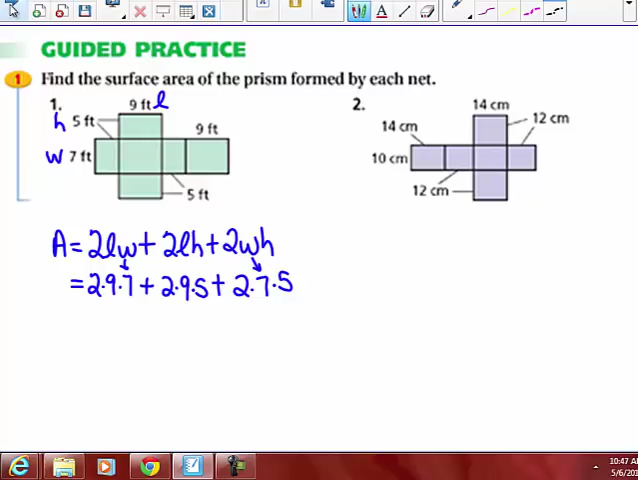 GUIDED PRACTICE
1 Find the surface area of the prism formed by each net.
1.
9 ft l
h 5 ft
9 ft
w 7 ft
5 ft
2.
14 cm
14 cm
12 cm
10 cm
12 cm
A = 2lw + 2lh + 2wh
= 2·9·7 + 2·9·5 + 2·7·5
10:47 A
5/6/201